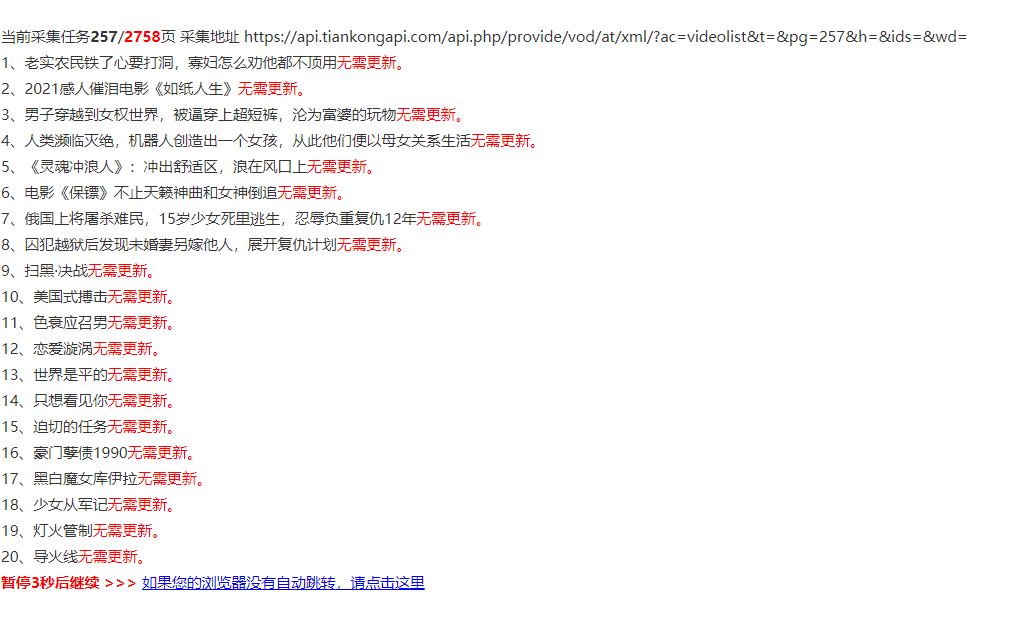 当前采集任务257/2758页 采集地址 https://api.tiankongapi.com/api.php/provide/vod/at/xml/?ac=videolist&t=&pg=257&h=&ids=&wd=
1、老实农民铁了心要打洞，寡妇怎么劝他都不顶用无需更新。
2、2021感人催泪电影《如纸人生》无需更新。
3、男子穿越到女权世界，被逼穿上超短裤，沦为富婆的玩物无需更新。
4、人类濒临灭绝，机器人创造出一个女孩，从此他们便以母女关系生活无需更新。
5、《灵魂冲浪人》：冲出舒适区，浪在风口上无需更新。
6、电影《保镖》不止天籁神曲和女神倒追无需更新。
7、俄国上将屠杀难民，15岁少女死里逃生，忍辱负重复仇12年无需更新。
8、囚犯越狱后发现未婚妻另嫁他人，展开复仇计划无需更新。
9、扫黑·决战无需更新。
10、美国式搏击无需更新。
11、色衰应召男无需更新。
12、恋爱漩涡无需更新。
13、世界是平的无需更新。
14、只想看见你无需更新。
15、迫切的任务无需更新。
16、豪门孽债1990无需更新。
17、黑白魔女库伊拉无需更新。
18、少女从军记无需更新。
19、灯火管制无需更新。
20、导火线无需更新。
暂停3秒后继续 >>> 如果您的浏览器没有自动跳转，请点击这里